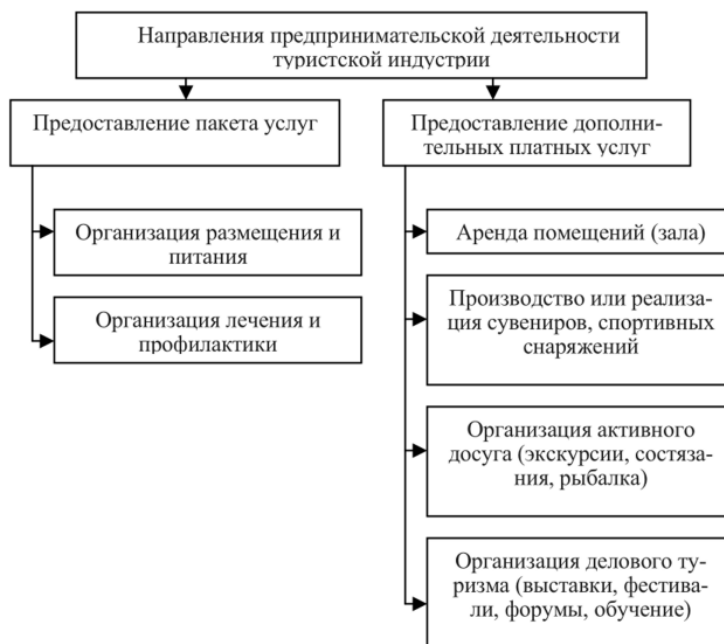 Направления предпринимательской деятельности
туристской индустрии
Предоставление пакета услуг
Предоставление дополни-
тельных платных услуг
Организация размещения и
питания
Организация лечения и
профилактики
Аренда помещений (зала)
Производство или реализа-
ция сувениров, спортивных
снаряжений
Организация активного
досуга (экскурсии, состяза-
ния, рыбалка)
Организация делового ту-
ризма (выставки, фестива-
ли, форумы, обучение)